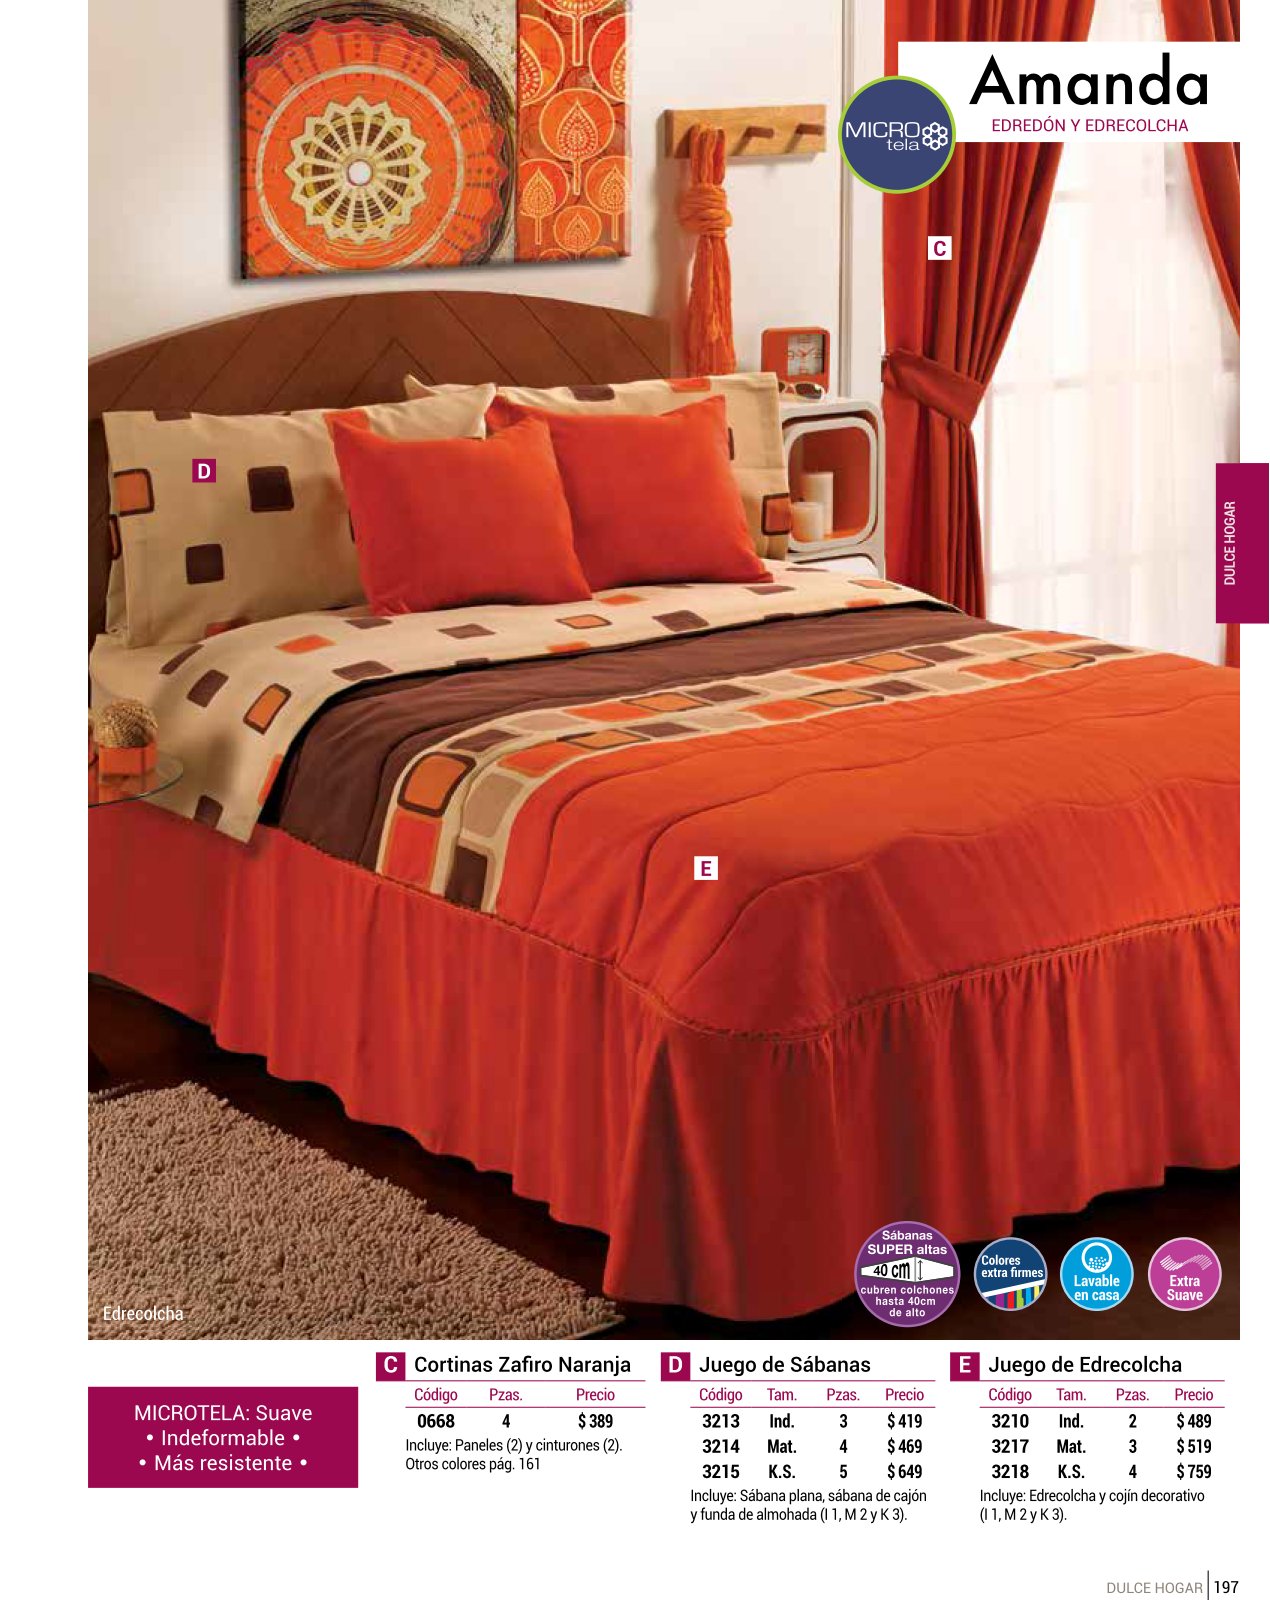 Amanda
EDREDÓN Y EDRECOLCHA
MICRO
tela
C
D
DULCE HOGAR
E
Sábanas
SUPER altas
40 cm
cubren colchones
hasta 40cm
de alto
Colores
extra firmes
Lavable
en casa
Extra
Suave
Edrecolcha
MICROTELA: Suave
• Indeformable •
• Más resistente •
C Cortinas Zafiro Naranja
Código Pzas. Precio
0668 4 $ 389
Incluye: Paneles (2) y cinturones (2).
Otros colores pág. 161
D Juego de Sábanas
Código Tam. Pzas. Precio
3213 Ind. 3 $ 419
3214 Mat. 4 $ 469
3215 K.S. 5 $ 649
Incluye: Sábana plana, sábana de cajón
y funda de almohada (I 1, M 2 y K 3).
E Juego de Edrecolcha
Código Tam. Pzas. Precio
3210 Ind. 2 $ 489
3217 Mat. 3 $ 519
3218 K.S. 4 $ 759
Incluye: Edrecolcha y cojín decorativo
(I 1, M 2 y K 3).
DULCE HOGAR 197